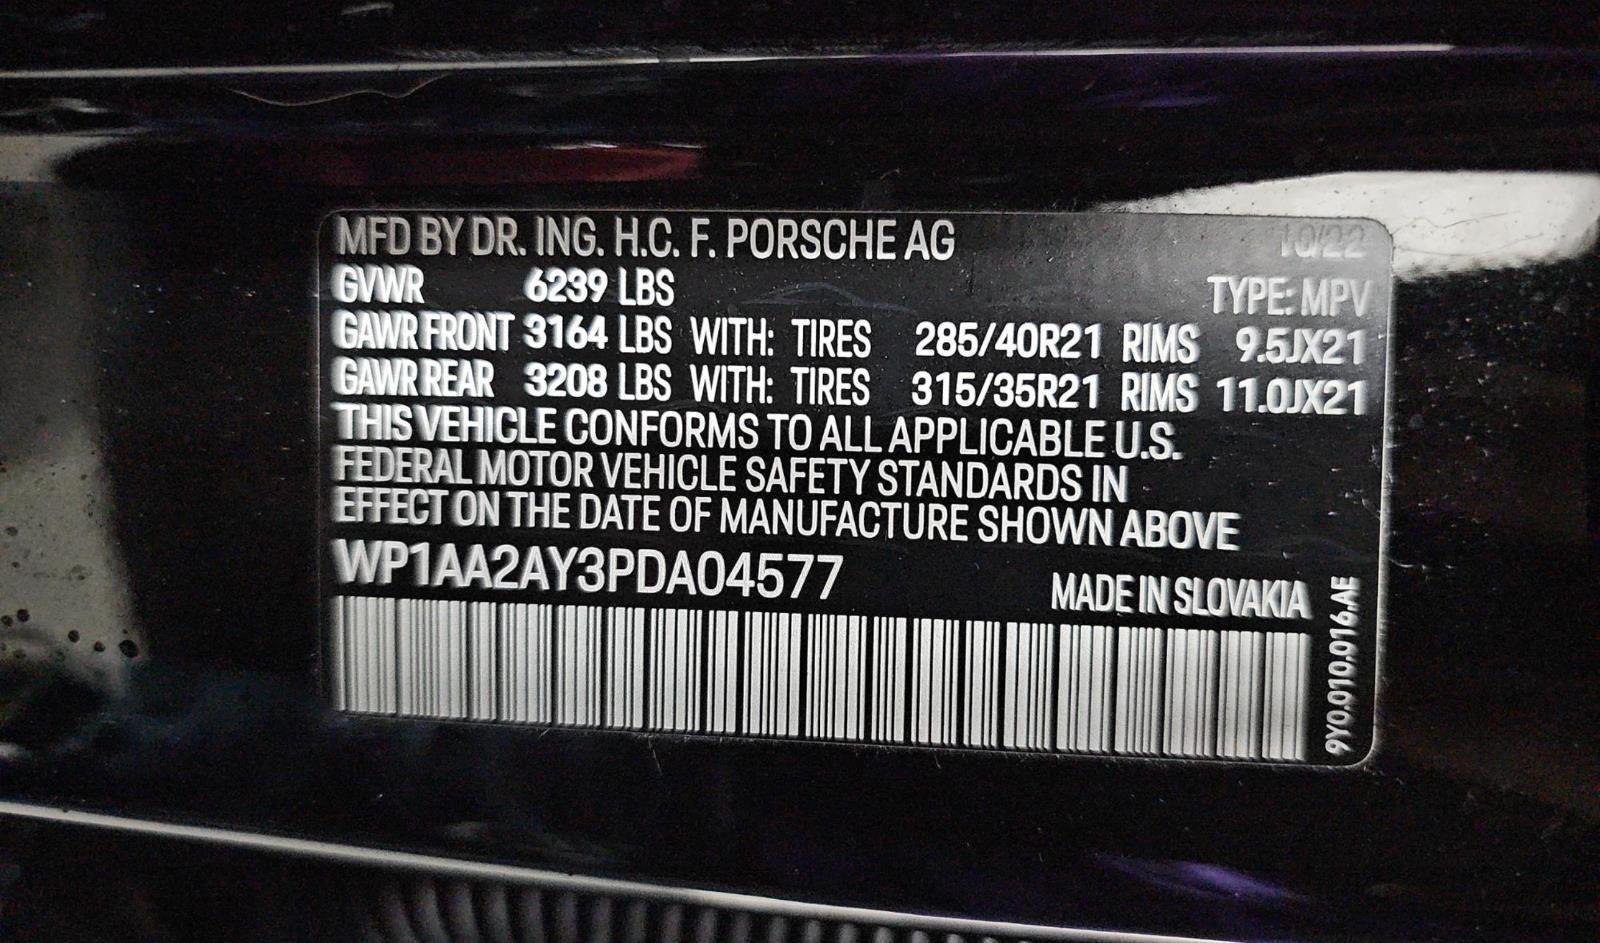 MFD BY DR. ING. H.C. F. PORSCHE AG 10/22
GVWR 6239 LBS TYPE: MPV
GAWR FRONT 3164 LBS WITH: TIRES 285/40R21 RIMS 9.5JX21
GAWR REAR 3208 LBS WITH: TIRES 315/35R21 RIMS 11.0JX21
THIS VEHICLE CONFORMS TO ALL APPLICABLE U.S.
FEDERAL MOTOR VEHICLE SAFETY STANDARDS IN
EFFECT ON THE DATE OF MANUFACTURE SHOWN ABOVE
WP1AA2AY3PDA04577 MADE IN SLOVAKIA
9Y0.010.016.AE